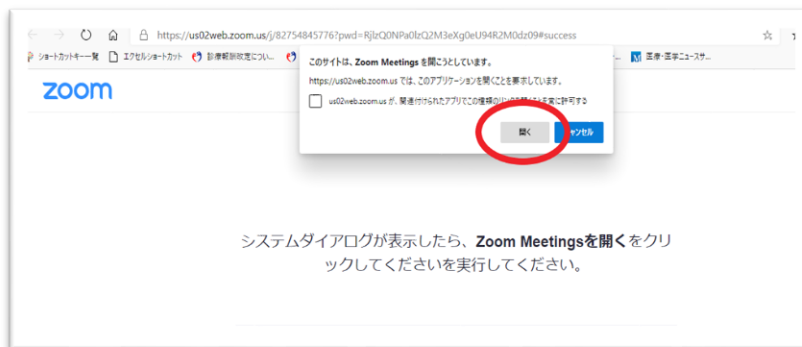 https://us02web.zoom.us/j/82754845776?pwd=RjlzQ0NPa0lzQ2M3eXg0eU94R2M0dz09#success
ショートカットキー一覧 エクセルショートカット 診療報酬改定につい... 医療・医学ニュースサ...
このサイトは、Zoom Meetings を開こうとしています。
https://us02web.zoom.us では、このアプリケーションを開くことを要求しています。
us02web.zoom.us が、関連付けられたアプリでこの種類のリンクを開くことを常に許可する
開く キャンセル
zoom
システムダイアログが表示したら、Zoom Meetingsを開くをクリ
ックしてくださいを実行してください。